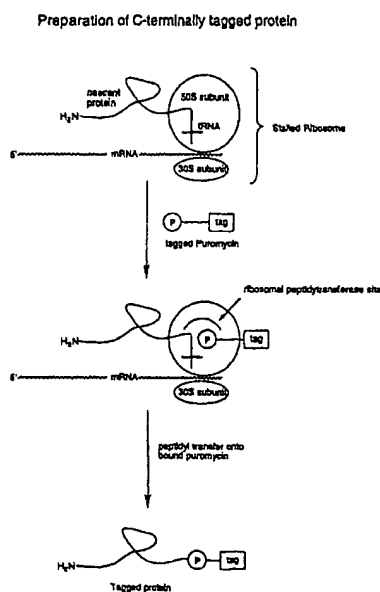 Preparation of C-terminally tagged protein
nascent
protein
50S subunit
H₂N
tRNA
Stalled Ribosome
5'
mRNA
30S subunit
P
tag
tagged Puromycin
ribosomal peptidytransferase site
H₂N
P
tag
5'
mRNA
30S subunit
peptidyl transfer onto
bound puromycin
H₂N
P
tag
Tagged protein